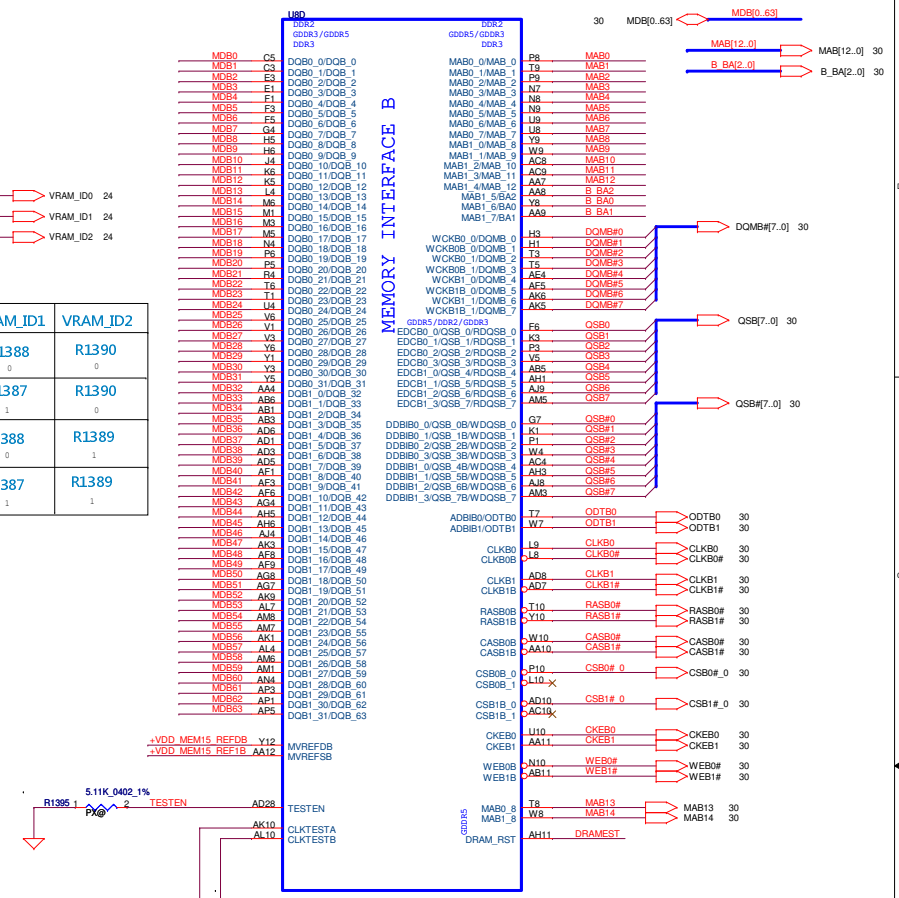 U8D
DDR2
GDDR3/GDDR5
DDR3
DDR2
GDDR5/GDDR3
DDR3
MEMORY INTERFACE B
MDB0 C5 DQB0_0/DQB_0
MDB1 C3 DQB0_1/DQB_1
MDB2 E3 DQB0_2/DQB_2
MDB3 E1 DQB0_3/DQB_3
MDB4 F1 DQB0_4/DQB_4
MDB5 F3 DQB0_5/DQB_5
MDB6 F5 DQB0_6/DQB_6
MDB7 G4 DQB0_7/DQB_7
MDB8 H5 DQB0_8/DQB_8
MDB9 H6 DQB0_9/DQB_9
MDB10 J4 DQB0_10/DQB_10
MDB11 K6 DQB0_11/DQB_11
MDB12 K5 DQB0_12/DQB_12
MDB13 L4 DQB0_13/DQB_13
MDB14 M6 DQB0_14/DQB_14
MDB15 M1 DQB0_15/DQB_15
MDB16 M3 DQB0_16/DQB_16
MDB17 M5 DQB0_17/DQB_17
MDB18 N4 DQB0_18/DQB_18
MDB19 P6 DQB0_19/DQB_19
MDB20 P5 DQB0_20/DQB_20
MDB21 R4 DQB0_21/DQB_21
MDB22 T6 DQB0_22/DQB_22
MDB23 T1 DQB0_23/DQB_23
MDB24 U4 DQB0_24/DQB_24
MDB25 V6 DQB0_25/DQB_25
MDB26 V1 DQB0_26/DQB_26
MDB27 V3 DQB0_27/DQB_27
MDB28 Y6 DQB0_28/DQB_28
MDB29 Y1 DQB0_29/DQB_29
MDB30 Y3 DQB0_30/DQB_30
MDB31 Y5 DQB0_31/DQB_31
MDB32 AA4 DQB1_0/DQB_32
MDB33 AB6 DQB1_1/DQB_33
MDB34 AB1 DQB1_2/DQB_34
MDB35 AB3 DQB1_3/DQB_35
MDB36 AD6 DQB1_4/DQB_36
MDB37 AD1 DQB1_5/DQB_37
MDB38 AD3 DQB1_6/DQB_38
MDB39 AD5 DQB1_7/DQB_39
MDB40 AF1 DQB1_8/DQB_40
MDB41 AF3 DQB1_9/DQB_41
MDB42 AF6 DQB1_10/DQB_42
MDB43 AG4 DQB1_11/DQB_43
MDB44 AH5 DQB1_12/DQB_44
MDB45 AH6 DQB1_13/DQB_45
MDB46 AJ4 DQB1_14/DQB_46
MDB47 AK3 DQB1_15/DQB_47
MDB48 AF8 DQB1_16/DQB_48
MDB49 AF9 DQB1_17/DQB_49
MDB50 AG8 DQB1_18/DQB_50
MDB51 AG7 DQB1_19/DQB_51
MDB52 AK9 DQB1_20/DQB_52
MDB53 AL7 DQB1_21/DQB_53
MDB54 AM8 DQB1_22/DQB_54
MDB55 AM7 DQB1_23/DQB_55
MDB56 AK1 DQB1_24/DQB_56
MDB57 AL4 DQB1_25/DQB_57
MDB58 AM6 DQB1_26/DQB_58
MDB59 AM1 DQB1_27/DQB_59
MDB60 AN4 DQB1_28/DQB_60
MDB61 AP3 DQB1_29/DQB_61
MDB62 AP1 DQB1_30/DQB_62
MDB63 AP5 DQB1_31/DQB_63
+VDD_MEM15_REFDB Y12 MVREFDB
+VDD_MEM15_REF1B AA12 MVREFSB
5.11K_0402_1%
R1395 1 2 TESTEN AD28 TESTEN
PX@
AK10 CLKTESTA
AL10 CLKTESTB
MAB0_0/MAB_0 P8 MAB0
MAB0_1/MAB_1 T9 MAB1
MAB0_2/MAB_2 P9 MAB2
MAB0_3/MAB_3 N7 MAB3
MAB0_4/MAB_4 N8 MAB4
MAB0_5/MAB_5 N9 MAB5
MAB0_6/MAB_6 U9 MAB6
MAB0_7/MAB_7 U8 MAB7
MAB1_0/MAB_8 Y9 MAB8
MAB1_1/MAB_9 W9 MAB9
MAB1_2/MAB_10 AC8 MAB10
MAB1_3/MAB_11 AC9 MAB11
MAB1_4/MAB_12 AA7 MAB12
MAB1_5/BA2 AA8 B_BA2
MAB1_6/BA0 Y8 B_BA0
MAB1_7/BA1 AA9 B_BA1
WCKB0_0/DQMB_0 H3 DQMB#0
WCKB0B_0/DQMB_1 H1 DQMB#1
WCKB0_1/DQMB_2 T3 DQMB#2
WCKB0B_1/DQMB_3 T5 DQMB#3
WCKB1_0/DQMB_4 AE4 DQMB#4
WCKB1B_0/DQMB_5 AF5 DQMB#5
WCKB1_1/DQMB_6 AK6 DQMB#6
WCKB1B_1/DQMB_7 AK5 DQMB#7
GDDR5/DDR2/GDDR3
EDCB0_0/QSB_0/RDQSB_0 F6 QSB0
EDCB0_1/QSB_1/RDQSB_1 K3 QSB1
EDCB0_2/QSB_2/RDQSB_2 P3 QSB2
EDCB0_3/QSB_3/RDQSB_3 V5 QSB3
EDCB1_0/QSB_4/RDQSB_4 AB5 QSB4
EDCB1_1/QSB_5/RDQSB_5 AH1 QSB5
EDCB1_2/QSB_6/RDQSB_6 AJ9 QSB6
EDCB1_3/QSB_7/RDQSB_7 AM5 QSB7
DDBIB0_0/QSB_0B/WDQSB_0 G7 QSB#0
DDBIB0_1/QSB_1B/WDQSB_1 K1 QSB#1
DDBIB0_2/QSB_2B/WDQSB_2 P1 QSB#2
DDBIB0_3/QSB_3B/WDQSB_3 W4 QSB#3
DDBIB1_0/QSB_4B/WDQSB_4 AC4 QSB#4
DDBIB1_1/QSB_5B/WDQSB_5 AH3 QSB#5
DDBIB1_2/QSB_6B/WDQSB_6 AJ8 QSB#6
DDBIB1_3/QSB_7B/WDQSB_7 AM3 QSB#7
ADBIB0/ODTB0 T7 ODTB0 ODTB0 30
ADBIB1/ODTB1 W7 ODTB1 ODTB1 30
CLKB0 L9 CLKB0 CLKB0 30
CLKB0B L8 CLKB0# CLKB0# 30
CLKB1 AD8 CLKB1 CLKB1 30
CLKB1B AD7 CLKB1# CLKB1# 30
RASB0B T10 RASB0# RASB0# 30
RASB1B Y10 RASB1# RASB1# 30
CASB0B W10 CASB0# CASB0# 30
CASB1B AA10 CASB1# CASB1# 30
CSB0B_0 P10 CSB0#_0 CSB0#_0 30
CSB0B_1 L10
CSB1B_0 AD10 CSB1#_0 CSB1#_0 30
CSB1B_1 AC10
CKEB0 U10 CKEB0 CKEB0 30
CKEB1 AA11 CKEB1 CKEB1 30
WEB0B N10 WEB0# WEB0# 30
WEB1B AB11 WEB1# WEB1# 30
GDDR5
MAB0_8 T8 MAB13 MAB13 30
MAB1_8 W8 MAB14 MAB14 30
DRAM_RST AH11 DRAMEST
30 MDB[0..63] MDB[0..63]
MAB[12..0] MAB[12..0] 30
B_BA[2..0] B_BA[2..0] 30
DQMB#[7..0] 30
QSB[7..0] 30
QSB#[7..0] 30
VRAM_ID0 24
VRAM_ID1 24
VRAM_ID2 24
AM_ID1 VRAM_ID2
1388 R1390
0 0
1387 R1390
1 0
388 R1389
0 1
387 R1389
1 1